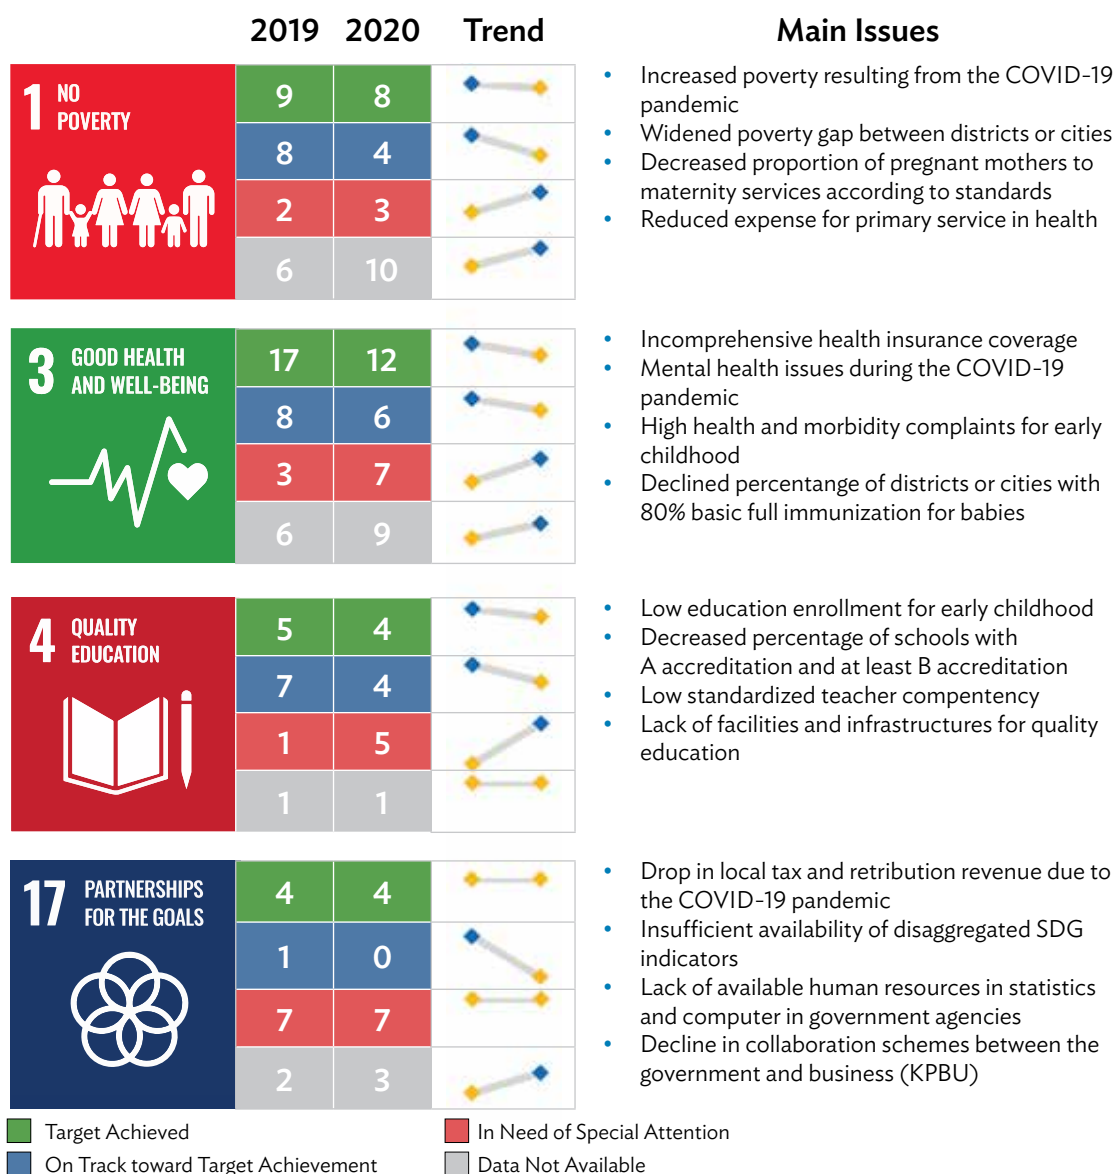 2019 2020 Trend Main Issues
1 NO
POVERTY
9 8
8 4
2 3
6 10
• Increased poverty resulting from the COVID-19
pandemic
• Widened poverty gap between districts or cities
• Decreased proportion of pregnant mothers to
maternity services according to standards
• Reduced expense for primary service in health
3 GOOD HEALTH
AND WELL-BEING
17 12
8 6
3 7
6 9
• Incomprehensive health insurance coverage
• Mental health issues during the COVID-19
pandemic
• High health and morbidity complaints for early
childhood
• Declined percentange of districts or cities with
80% basic full immunization for babies
4 QUALITY
EDUCATION
5 4
7 4
1 5
1 1
• Low education enrollment for early childhood
• Decreased percentage of schools with
A accreditation and at least B accreditation
• Low standardized teacher compentency
• Lack of facilities and infrastructures for quality
education
17 PARTNERSHIPS
FOR THE GOALS
4 4
1 0
7 7
2 3
• Drop in local tax and retribution revenue due to
the COVID-19 pandemic
• Insufficient availability of disaggregated SDG
indicators
• Lack of available human resources in statistics
and computer in government agencies
• Decline in collaboration schemes between the
government and business (KPBU)
Target Achieved
In Need of Special Attention
On Track toward Target Achievement
Data Not Available